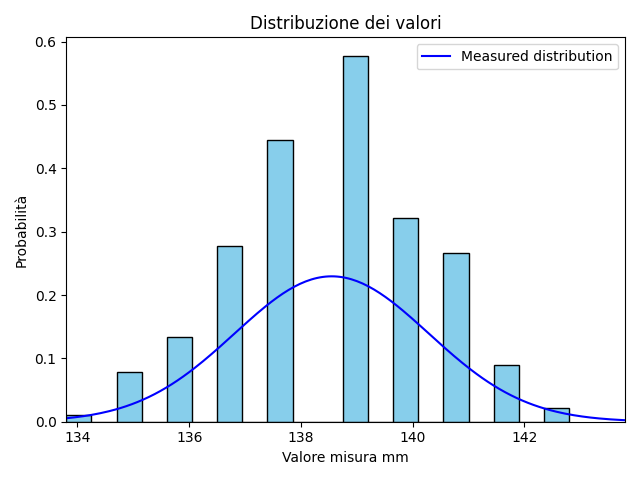 Distribuzione dei valori
Measured distribution
Probabilità
0.6
0.5
0.4
0.3
0.2
0.1
0.0
134 136 138 140 142
Valore misura mm